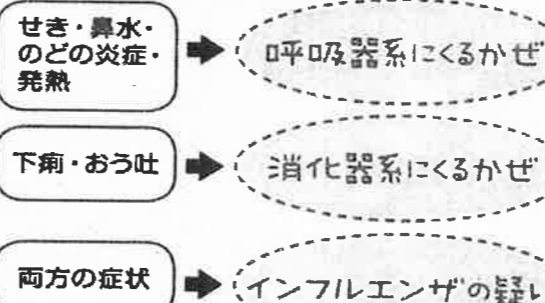 せき・鼻水・
のどの炎症・
発熱
呼吸器系にくるかぜ
下痢・おう吐
消化器系にくるかぜ
両方の症状
インフルエンザの疑い